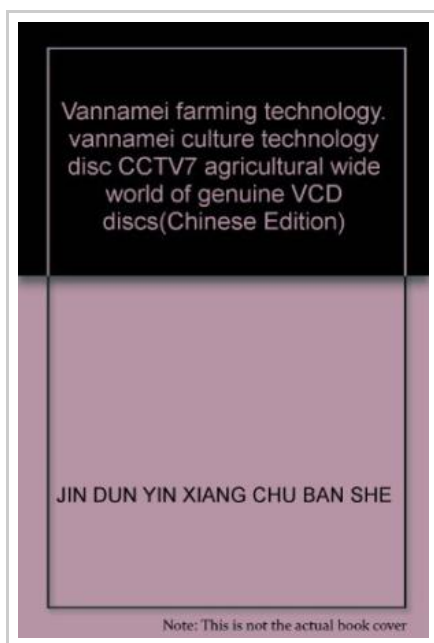 Vannamei farming technology.
vannamei culture technology
disc CCTV7 agricultural wide
world of genuine VCD
discs(Chinese Edition)
JIN DUN YIN XIANG CHU BAN SHE
Note: This is not the actual book cover